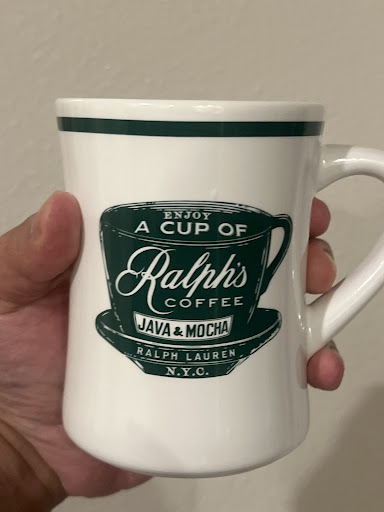 ENJOY
A CUP OF
Ralph's
COFFEE
JAVA & MOCHA
RALPH LAUREN
N.Y.C.